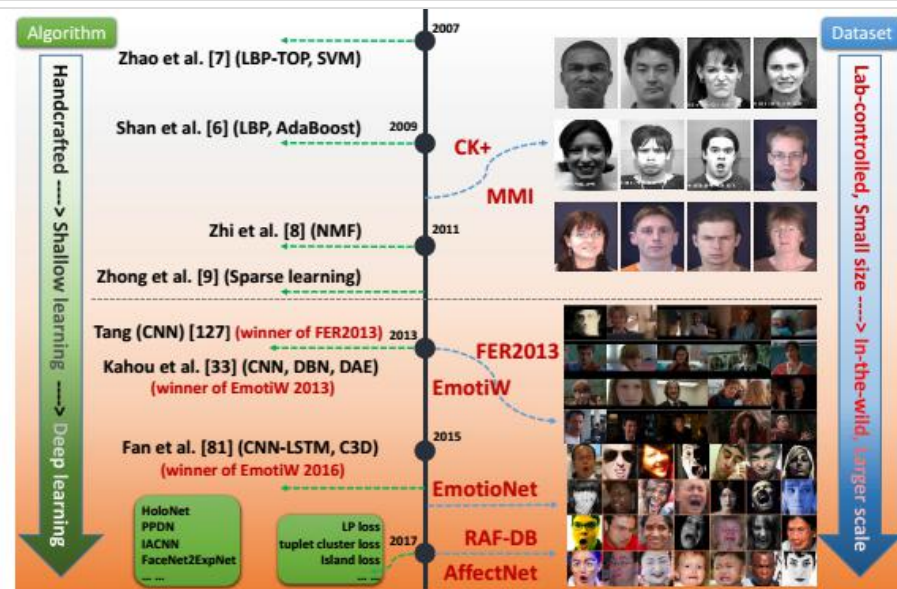 Algorithm
2007
Dataset
Zhao et al. [7] (LBP-TOP, SVM)
Shan et al. [6] (LBP, AdaBoost)
2009
CK+
MMI
Zhi et al. [8] (NMF)
2011
Zhong et al. [9] (Sparse learning)
Tang (CNN) [127] (winner of FER2013)
2013
FER2013
Kahou et al. [33] (CNN, DBN, DAE)
(winner of EmotiW 2013)
EmotiW
Fan et al. [81] (CNN-LSTM, C3D)
2015
(winner of EmotiW 2016)
EmotioNet
HoloNet
PPDN
IACNN
FaceNet2ExpNet
... ...
LP loss
tuplet cluster loss
Island loss
... ...
2017
RAF-DB
AffectNet
Handcrafted ----> Shallow learning ----> Deep learning
Lab-controlled, Small size ----> In-the-wild, Larger scale